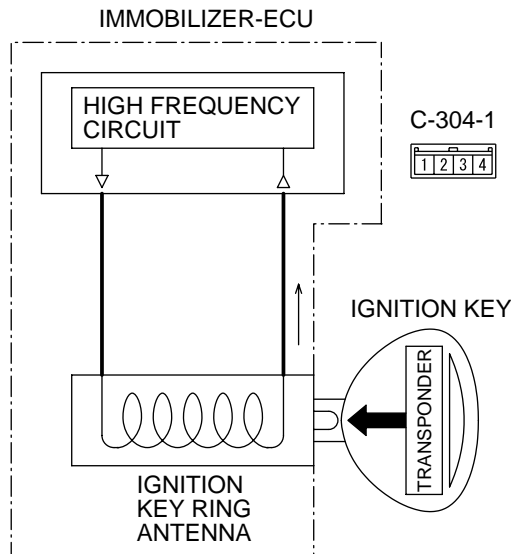 IMMOBILIZER-ECU
HIGH FREQUENCY
CIRCUIT
C-304-1
1 2 3 4
IGNITION KEY
TRANSPONDER
IGNITION
KEY RING
ANTENNA